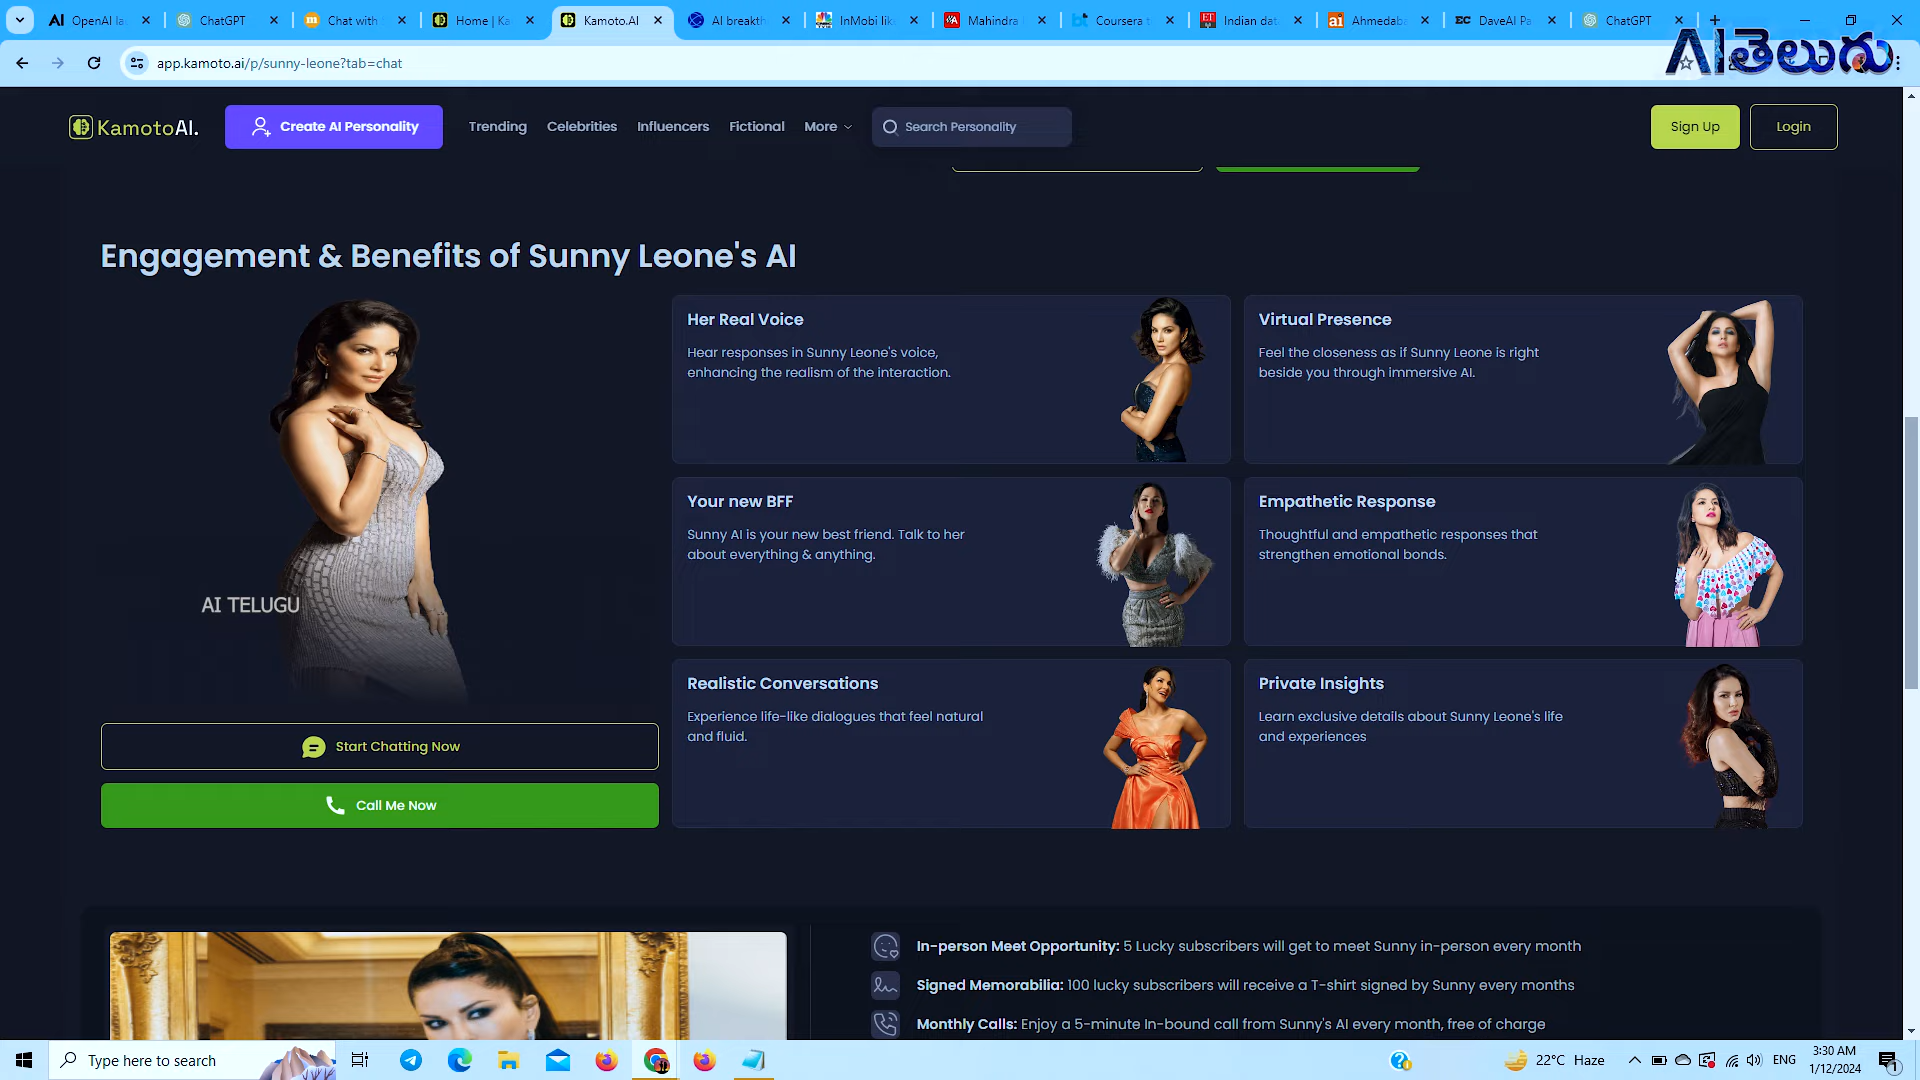 OpenAI la
ChatGPT
Chat with
Home | Ka
Kamoto.AI
AI breakth
InMobi lik
Mahindra
Coursera t
Indian dat
Ahmedaba
DaveAI Pa
ChatGPT
app.kamoto.ai/p/sunny-leone?tab=chat
AIతెలుగు
KamotoAI.
Create AI Personality
Trending
Celebrities
Influencers
Fictional
More
Search Personality
Sign Up
Login
Engagement & Benefits of Sunny Leone's AI
Her Real Voice
Hear responses in Sunny Leone's voice,
enhancing the realism of the interaction.
Virtual Presence
Feel the closeness as if Sunny Leone is right
beside you through immersive AI.
Your new BFF
Sunny AI is your new best friend. Talk to her
about everything & anything.
Empathetic Response
Thoughtful and empathetic responses that
strengthen emotional bonds.
AI TELUGU
Realistic Conversations
Experience life-like dialogues that feel natural
and fluid.
Private Insights
Learn exclusive details about Sunny Leone's life
and experiences
Start Chatting Now
Call Me Now
In-person Meet Opportunity: 5 Lucky subscribers will get to meet Sunny in-person every month
Signed Memorabilia: 100 lucky subscribers will receive a T-shirt signed by Sunny every months
Monthly Calls: Enjoy a 5-minute In-bound call from Sunny's AI every month, free of charge
Type here to search
22°C Haze
ENG
3:30 AM
1/12/2024